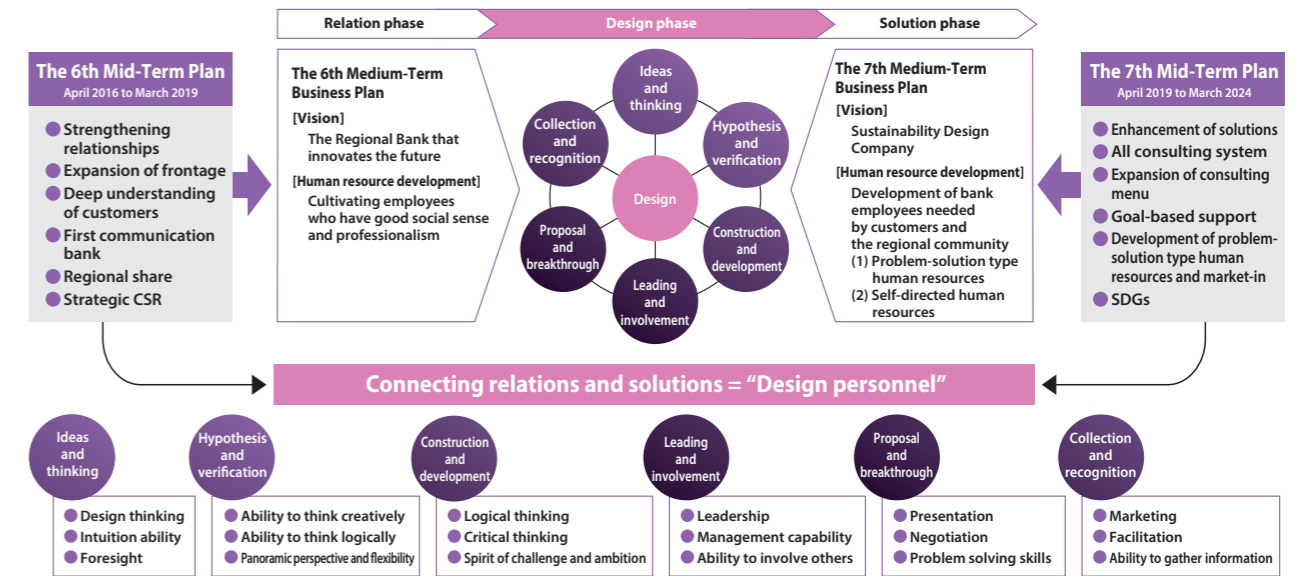 Relation phase
Design phase
Solution phase
The 6th Mid-Term Plan
April 2016 to March 2019
● Strengthening
relationships
● Expansion of frontage
● Deep understanding
of customers
● First communication
bank
● Regional share
● Strategic CSR
The 6th Medium-Term
Business Plan
[Vision]
The Regional Bank that
innovates the future
[Human resource development]
Cultivating employees
who have good social sense
and professionalism
Ideas
and
thinking
Hypothesis
and
verification
Construction
and
development
Leading
and
involvement
Proposal
and
breakthrough
Collection
and
recognition
Design
The 7th Medium-Term
Business Plan
[Vision]
Sustainability Design
Company
[Human resource development]
Development of bank
employees needed
by customers and
the regional community
(1) Problem-solution type
human resources
(2) Self-directed human
resources
The 7th Mid-Term Plan
April 2019 to March 2024
● Enhancement of solutions
● All consulting system
● Expansion of consulting
menu
● Goal-based support
● Development of problem-
solution type human
resources and market-in
● SDGs
Connecting relations and solutions = “Design personnel”
Ideas
and
thinking
● Design thinking
● Intuition ability
● Foresight
Hypothesis
and
verification
● Ability to think creatively
● Ability to think logically
● Panoramic perspective and flexibility
Construction
and
development
● Logical thinking
● Critical thinking
● Spirit of challenge and ambition
Leading
and
involvement
● Leadership
● Management capability
● Ability to involve others
Proposal
and
breakthrough
● Presentation
● Negotiation
● Problem solving skills
Collection
and
recognition
● Marketing
● Facilitation
● Ability to gather information